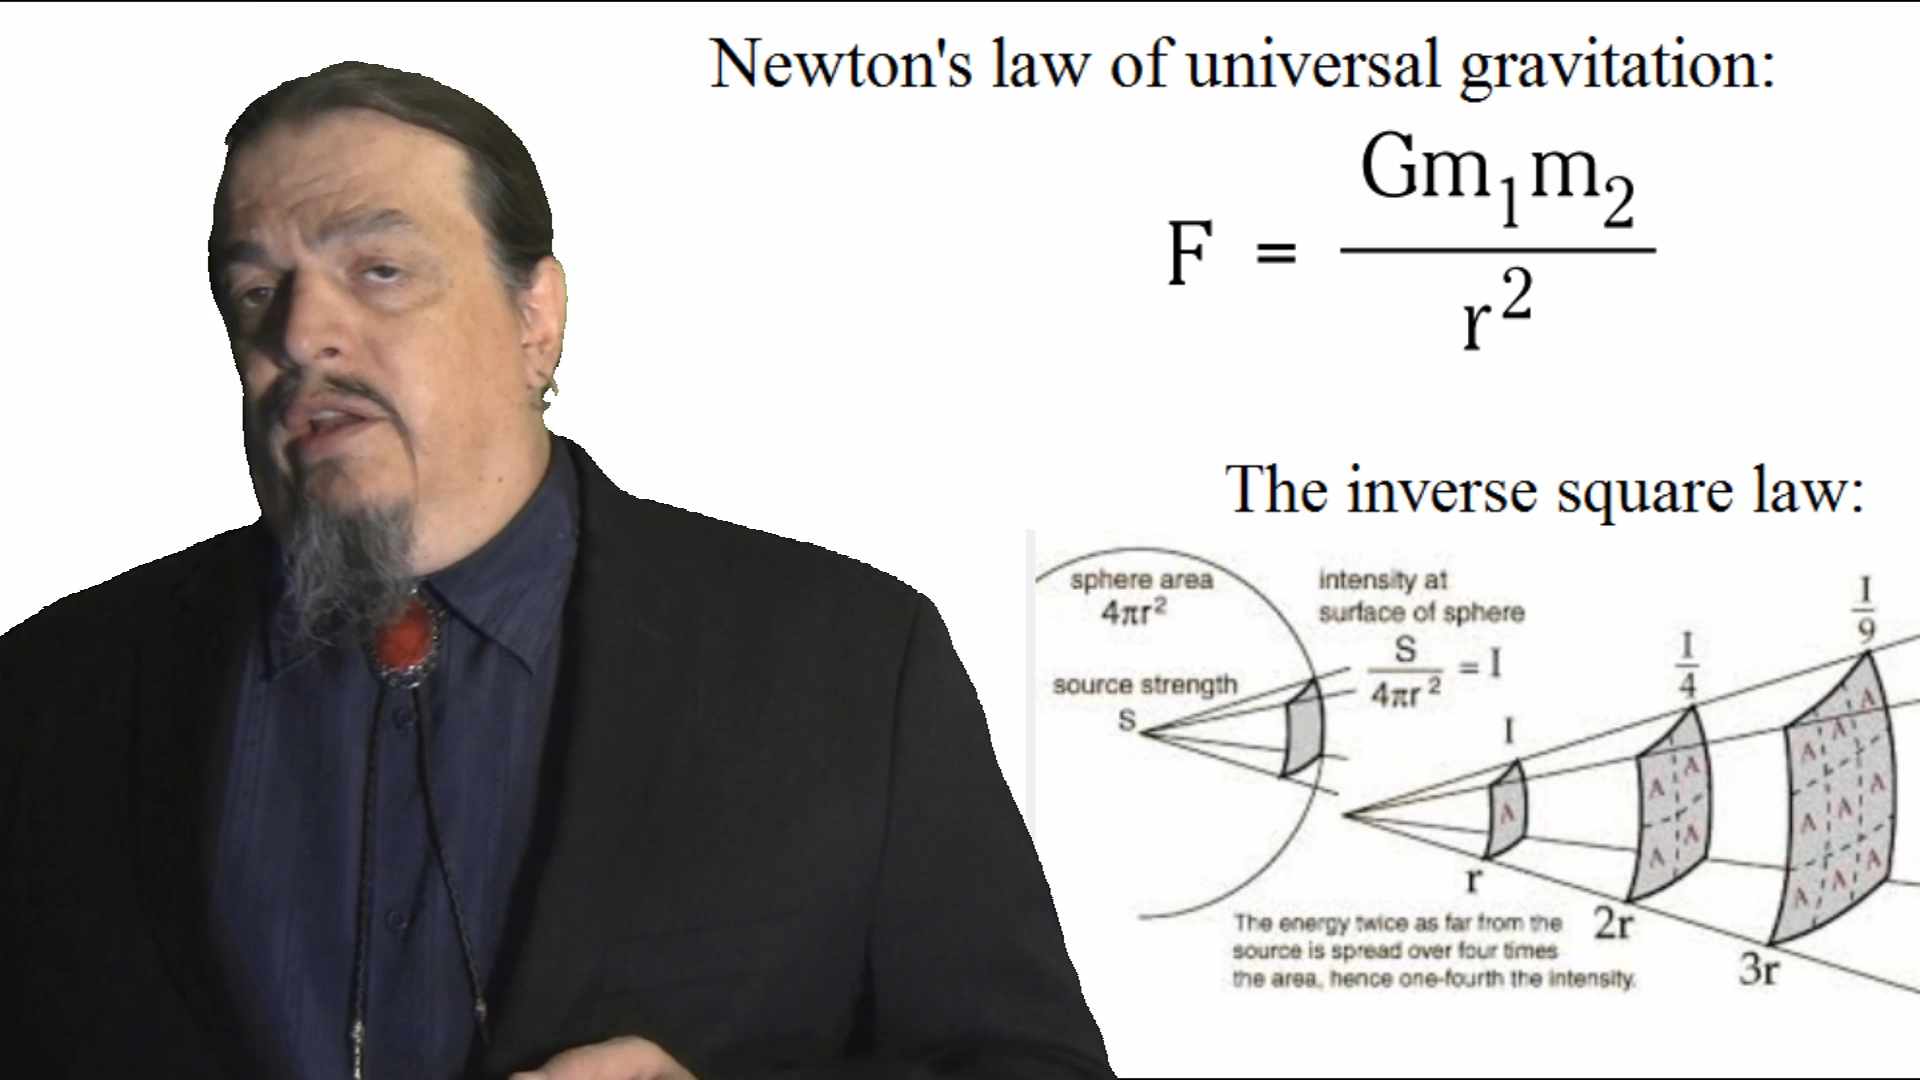 Newton's law of universal gravitation:
F = Gm₁m₂ / r²
The inverse square law:
sphere area
4πr²
source strength
S
intensity at
surface of sphere
S / 4πr² = I
I
I / 4
I / 9
A
A A
A A
A A A
A A A
A A A
r
2r
3r
The energy twice as far from the
source is spread over four times
the area, hence one-fourth the intensity.